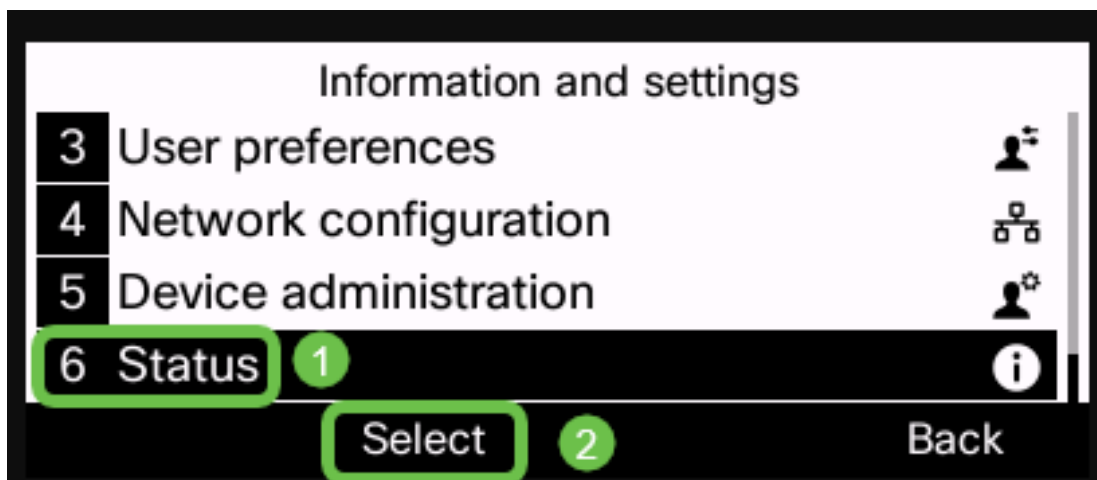 Information and settings
3 User preferences
4 Network configuration
5 Device administration
6 Status 1
Select 2 Back